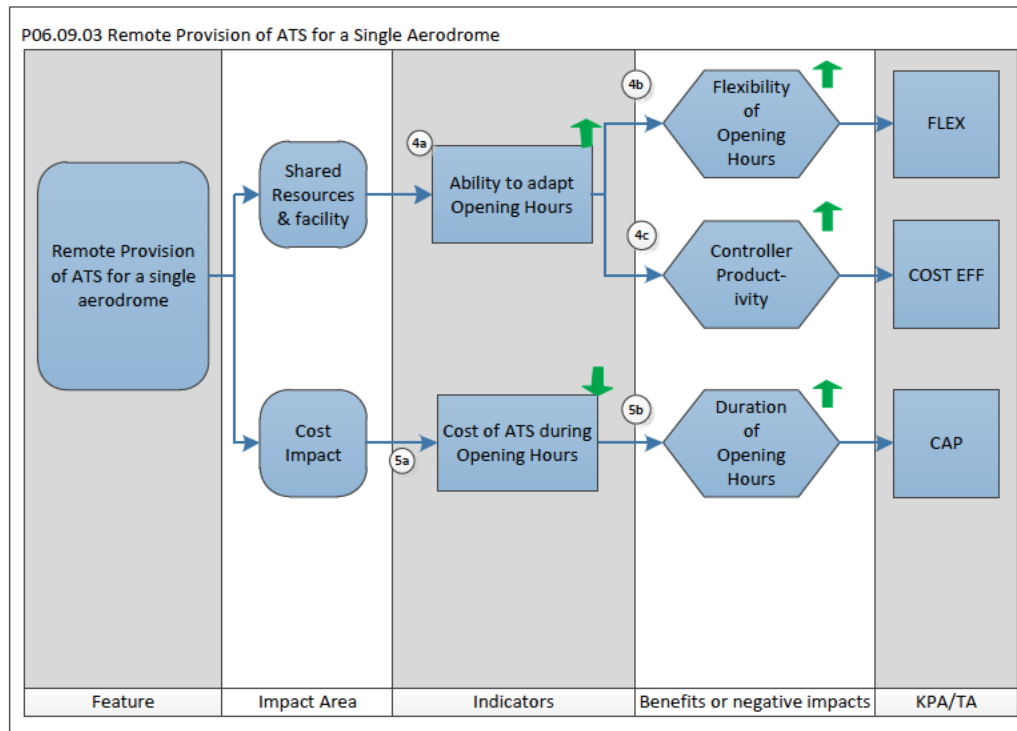 P06.09.03 Remote Provision of ATS for a Single Aerodrome
Remote Provision
of ATS for a single
aerodrome
Shared
Resources
& facility
4a
Ability to adapt
Opening Hours
4b
Flexibility
of
Opening
Hours
FLEX
4c
Controller
Product-
ivity
COST EFF
Cost
Impact
5a
Cost of ATS during
Opening Hours
5b
Duration
of
Opening
Hours
CAP
Feature
Impact Area
Indicators
Benefits or negative impacts
KPA/TA